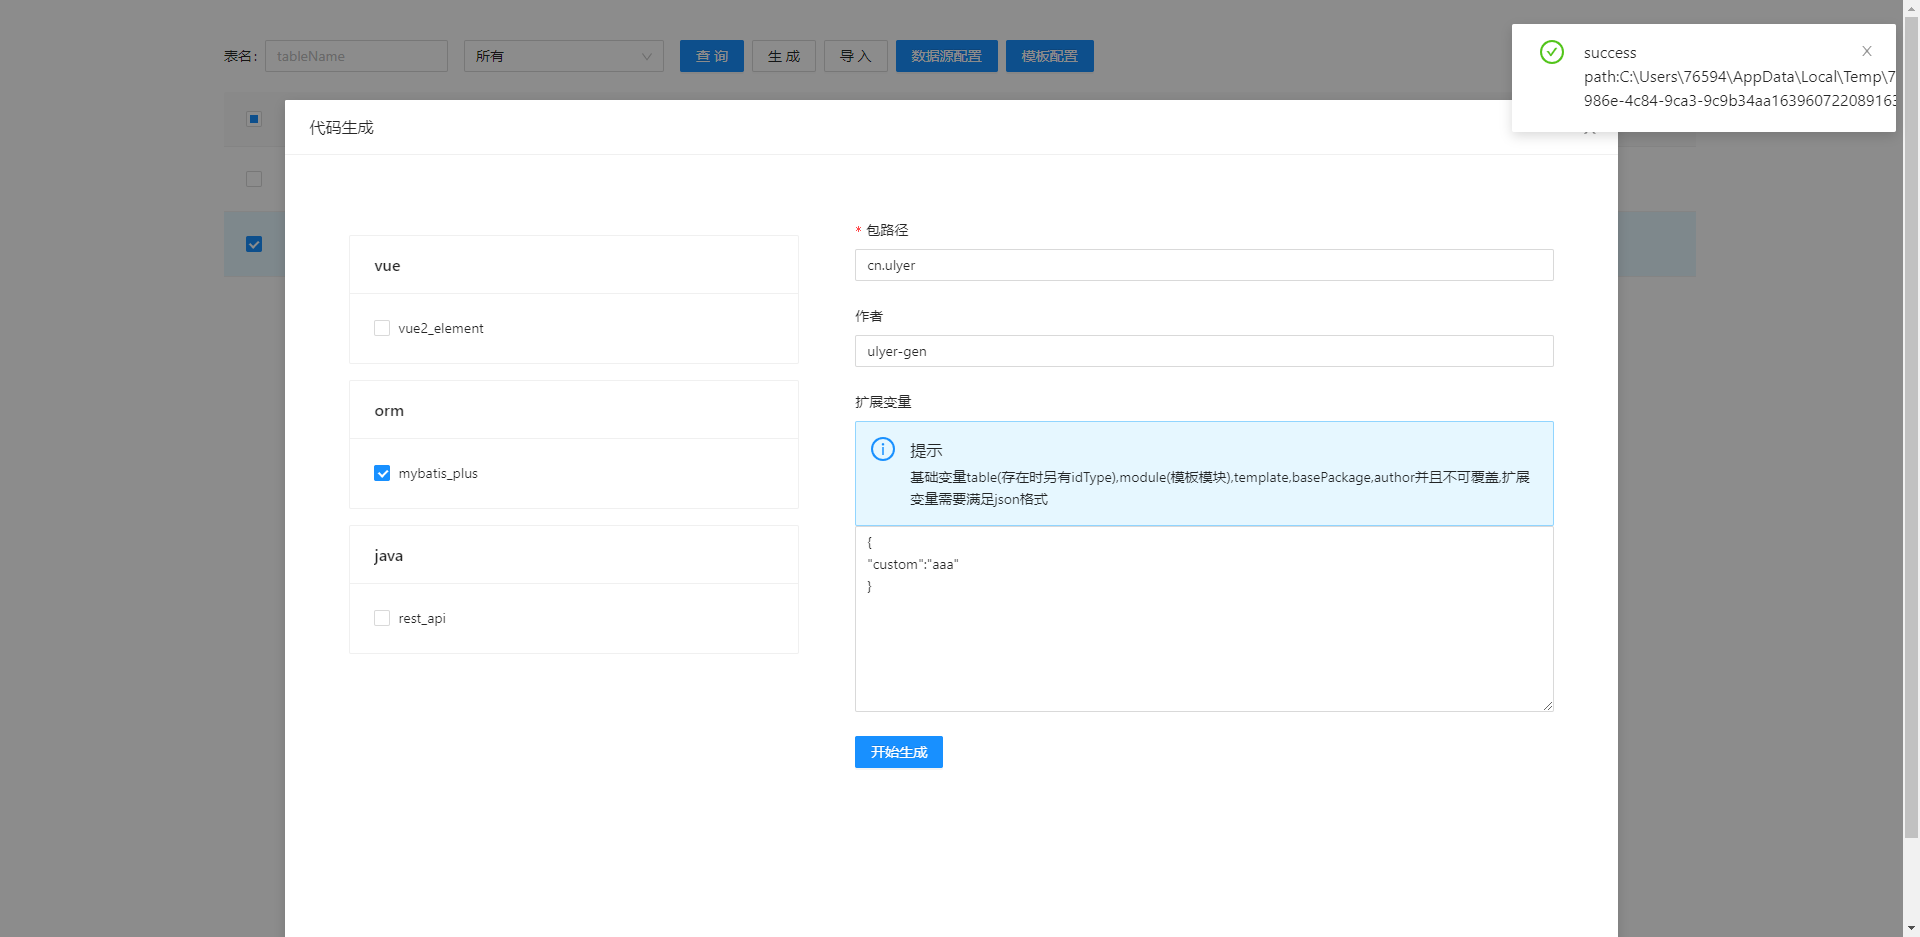 表名: tableName 所有 查 询 生 成 导 入 数据源配置 模板配置
success
path:C:\Users\76594\AppData\Local\Temp\7
986e-4c84-9ca3-9c9b34aa16396072208916
代码生成
vue
vue2_element
orm
mybatis_plus
java
rest_api
* 包路径
cn.ulyer
作者
ulyer-gen
扩展变量
提示
基础变量table(存在时另有idType),module(模板模块),template,basePackage,author并且不可覆盖,扩展
变量需要满足json格式
{
"custom":"aaa"
}
开始生成